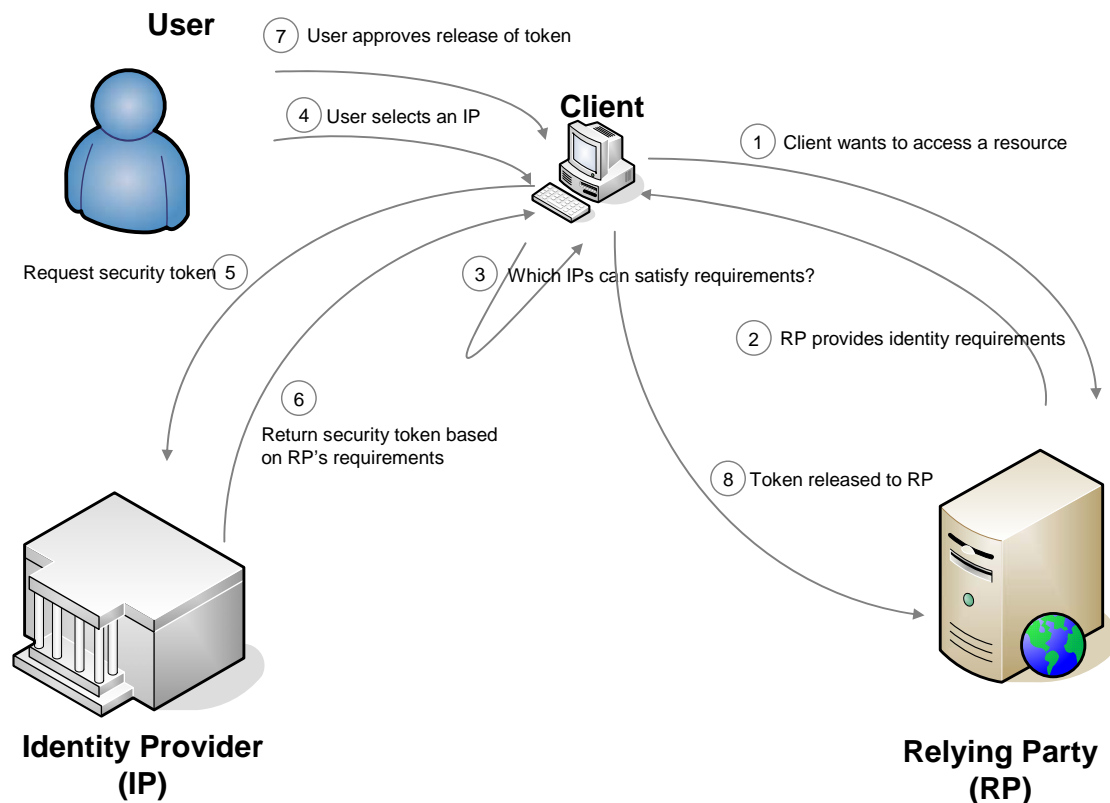 User
7 User approves release of token
Client
4 User selects an IP
1 Client wants to access a resource
Request security token 5
3 Which IPs can satisfy requirements?
2 RP provides identity requirements
6
Return security token based
on RP's requirements
8 Token released to RP
Identity Provider
(IP)
Relying Party
(RP)